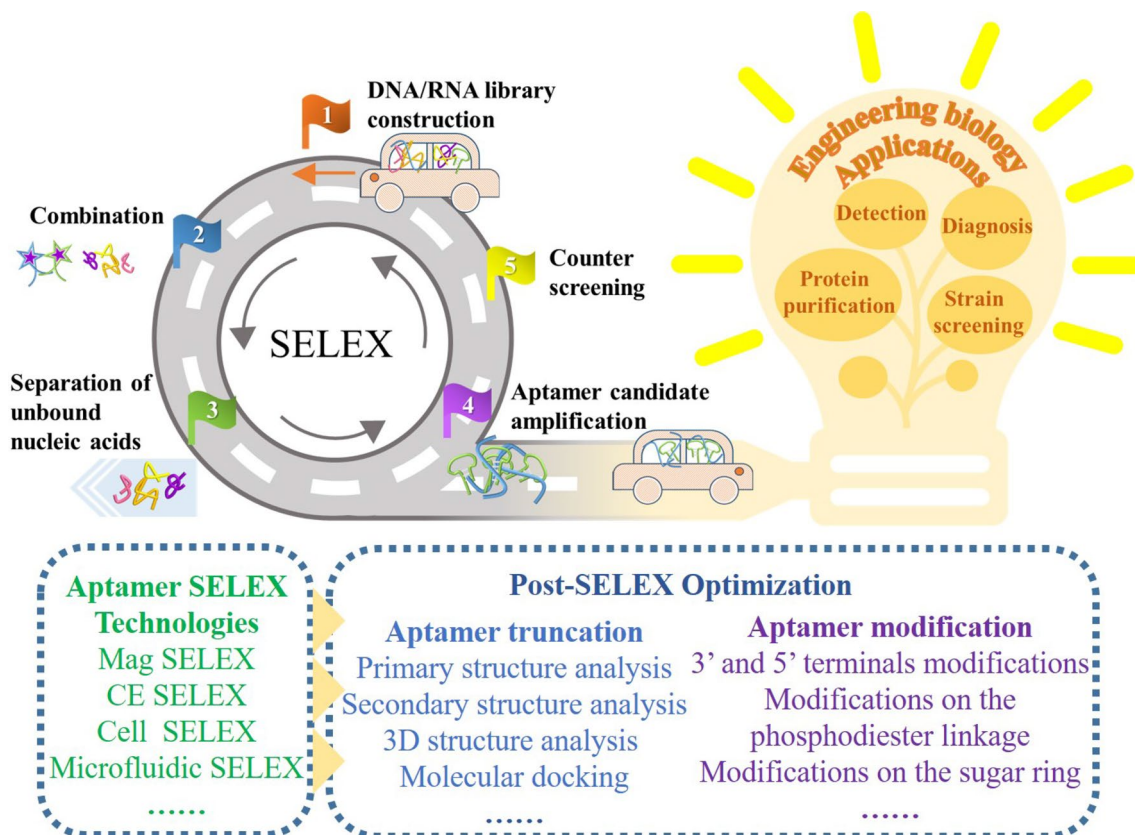 1
DNA/RNA library
construction
Combination
2
5
Counter
screening
SELEX
Separation of
unbound
nucleic acids
3
4
Aptamer candidate
amplification
Engineering biology
Applications
Detection
Diagnosis
Protein
purification
Strain
screening
Aptamer SELEX
Technologies
Mag SELEX
CE SELEX
Cell SELEX
Microfluidic SELEX
......
Post-SELEX Optimization
Aptamer truncation
Primary structure analysis
Secondary structure analysis
3D structure analysis
Molecular docking
......
Aptamer modification
3’ and 5’ terminals modifications
Modifications on the
phosphodiester linkage
Modifications on the sugar ring
......